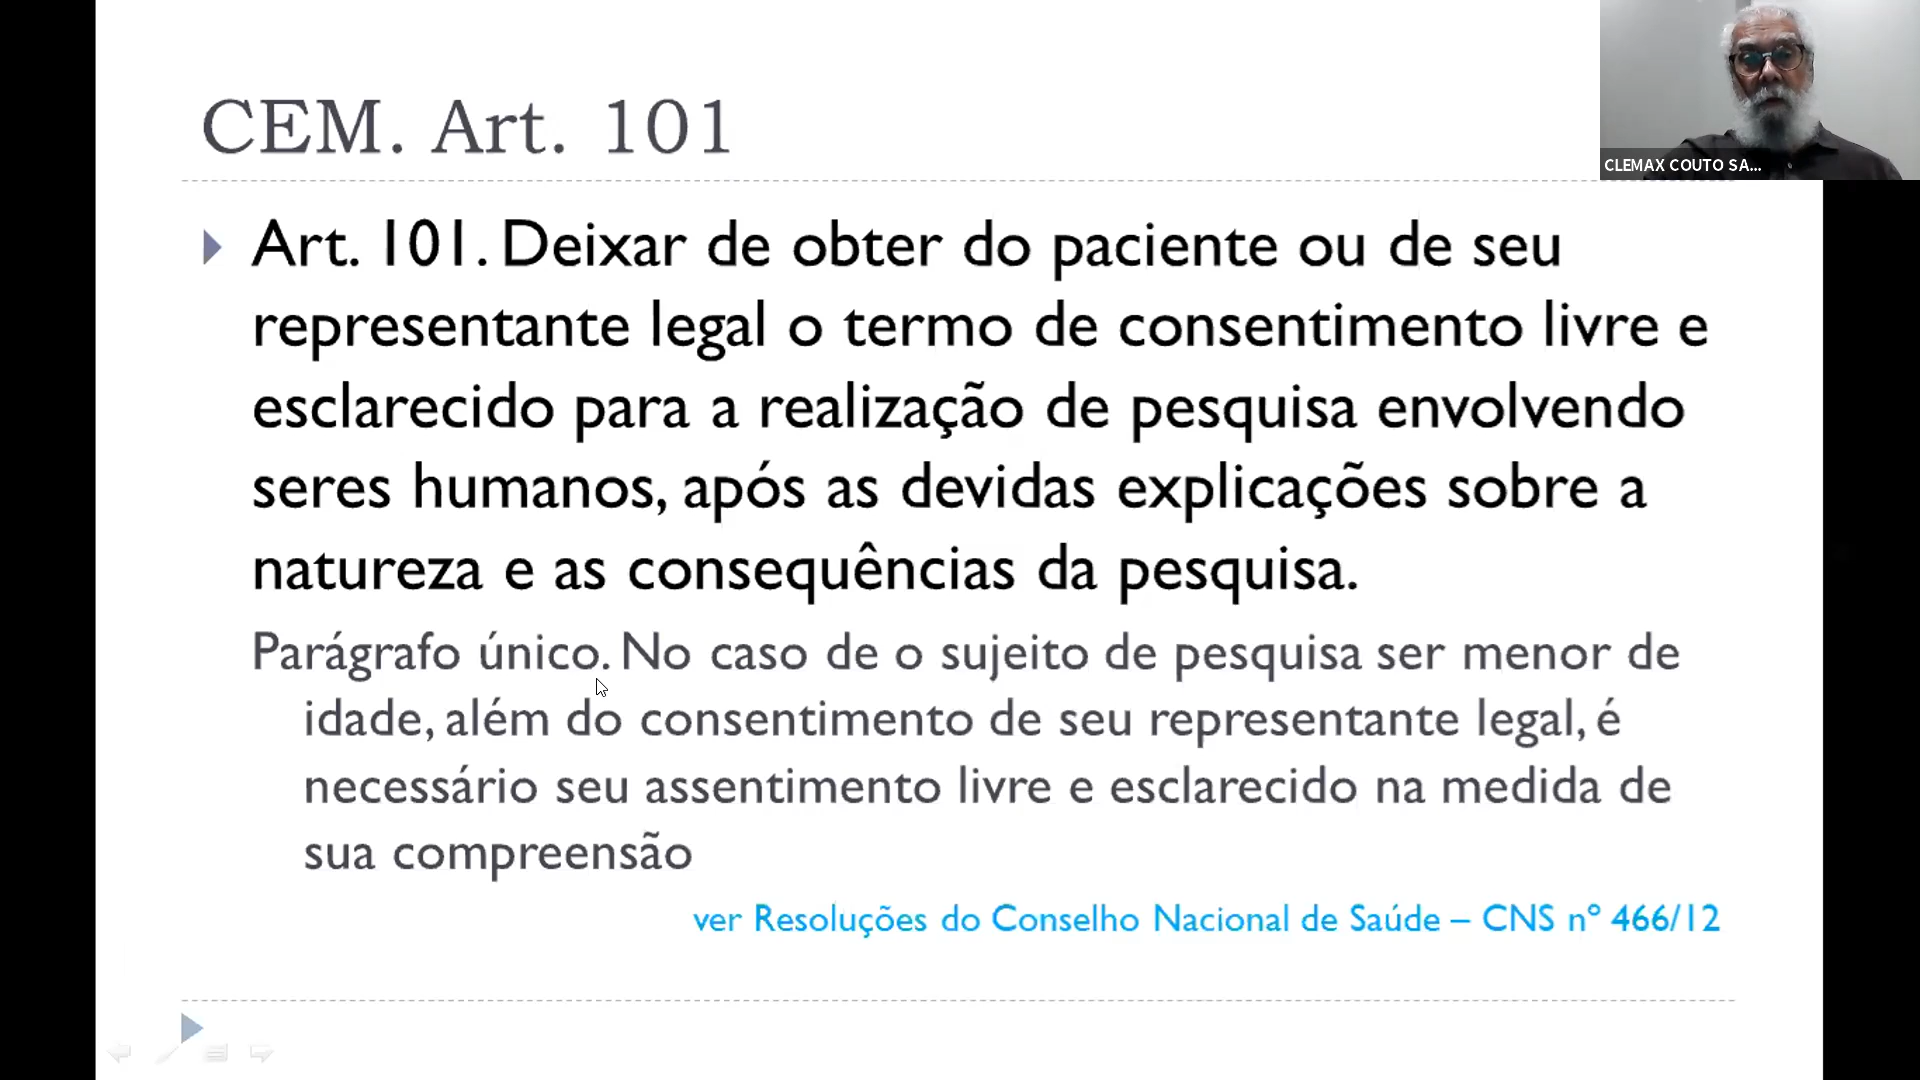 CLEMAX COUTO SA...
CEM. Art. 101
Art. 101. Deixar de obter do paciente ou de seu
representante legal o termo de consentimento livre e
esclarecido para a realização de pesquisa envolvendo
seres humanos, após as devidas explicações sobre a
natureza e as consequências da pesquisa.
Parágrafo único. No caso de o sujeito de pesquisa ser menor de
idade, além do consentimento de seu representante legal, é
necessário seu assentimento livre e esclarecido na medida de
sua compreensão
ver Resoluções do Conselho Nacional de Saúde – CNS nº 466/12